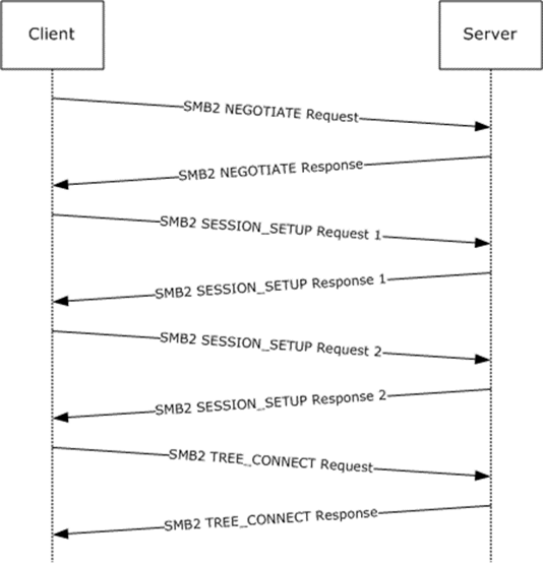 Client
Server
SMB2 NEGOTIATE Request
SMB2 NEGOTIATE Response
SMB2 SESSION_SETUP Request 1
SMB2 SESSION_SETUP Response 1
SMB2 SESSION_SETUP Request 2
SMB2 SESSION_SETUP Response 2
SMB2 TREE_CONNECT Request
SMB2 TREE_CONNECT Response